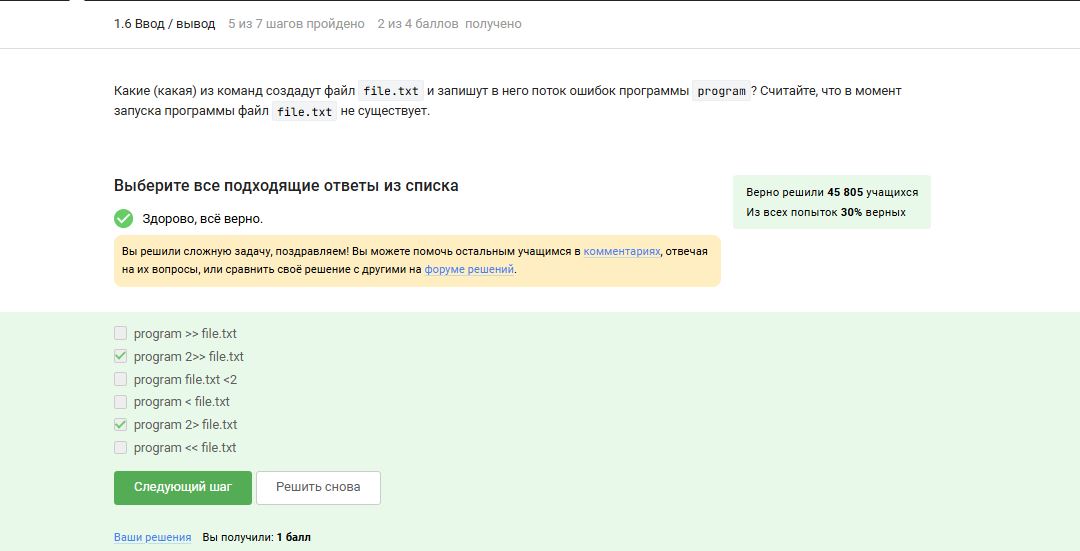 1.6 Ввод / вывод 5 из 7 шагов пройдено 2 из 4 баллов получено
Какие (какая) из команд создадут файл file.txt и запишут в него поток ошибок программы program? Считайте, что в момент
запуска программы файл file.txt не существует.
Выберите все подходящие ответы из списка
Здорово, всё верно.
Вы решили сложную задачу, поздравляем! Вы можете помочь остальным учащимся в комментариях, отвечая
на их вопросы, или сравнить своё решение с другими на форуме решений.
Верно решили 45 805 учащихся
Из всех попыток 30% верных
program >> file.txt
program 2>> file.txt
program file.txt <2
program < file.txt
program 2> file.txt
program << file.txt
Следующий шаг Решить снова
Ваши решения Вы получили: 1 балл